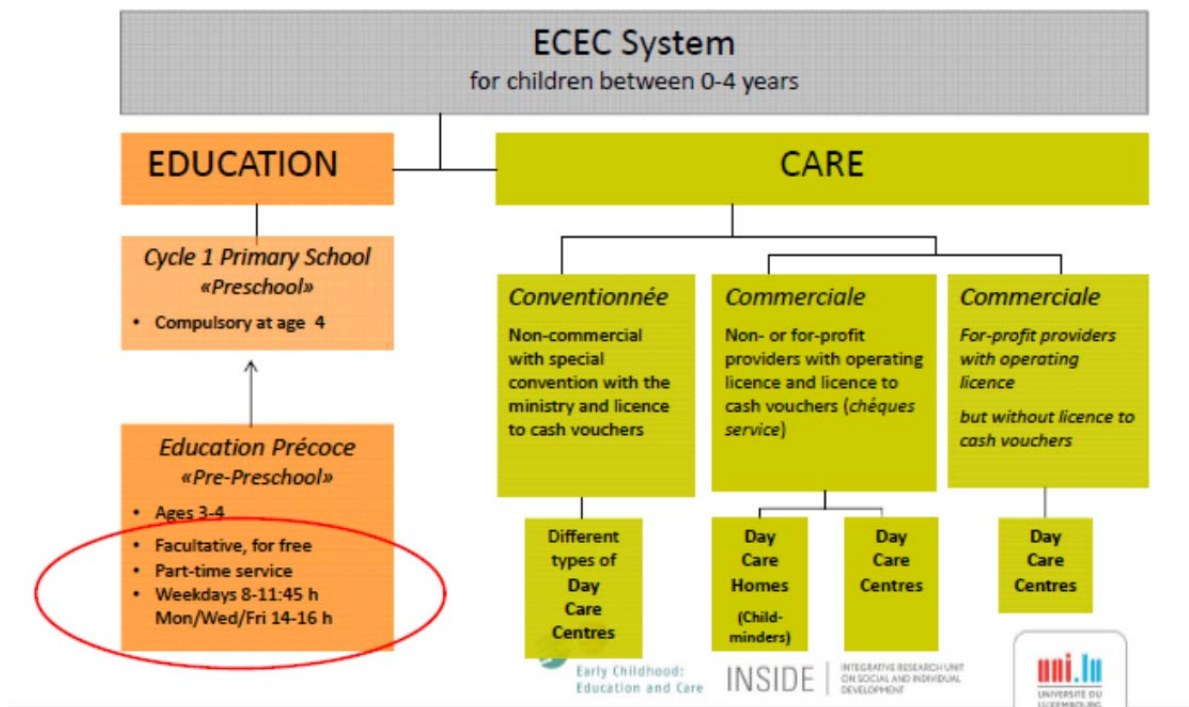 ECEC System
for children between 0-4 years
EDUCATION
CARE
Cycle 1 Primary School
«Preschool»
• Compulsory at age 4
Education Précoce
«Pre-Preschool»
• Ages 3-4
• Facultative, for free
• Part-time service
• Weekdays 8-11:45 h
Mon/Wed/Fri 14-16 h
Conventionnée
Non-commercial
with special
convention with the
ministry and licence
to cash vouchers
Different
types of
Day
Care
Centres
Commerciale
Non- or for-profit
providers with operating
licence and licence to
cash vouchers (chéques
service)
Day
Care
Homes
(Child-
minders)
Day
Care
Centres
Commerciale
For-profit providers
with operating
licence
but without licence to
cash vouchers
Day
Care
Centres
Early Childhood:
Education and Care
INSIDE
INTEGRATIVE RESEARCH UNIT
ON SOCIAL AND INDIVIDUAL
DEVELOPMENT
uni.lu
UNIVERSITÉ DU
LUXEMBOURG